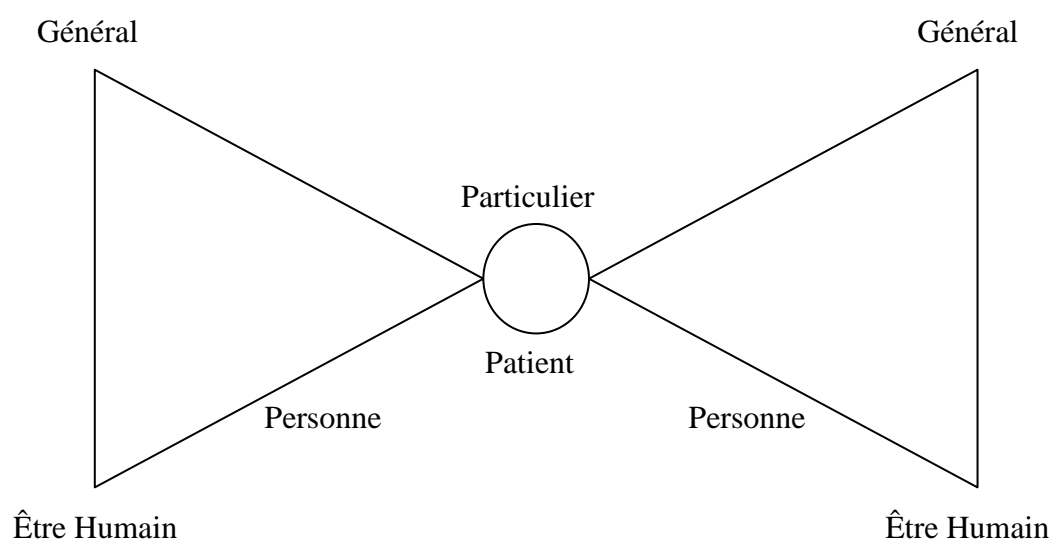 Général
Général
Particulier
Patient
Personne
Personne
Être Humain
Être Humain